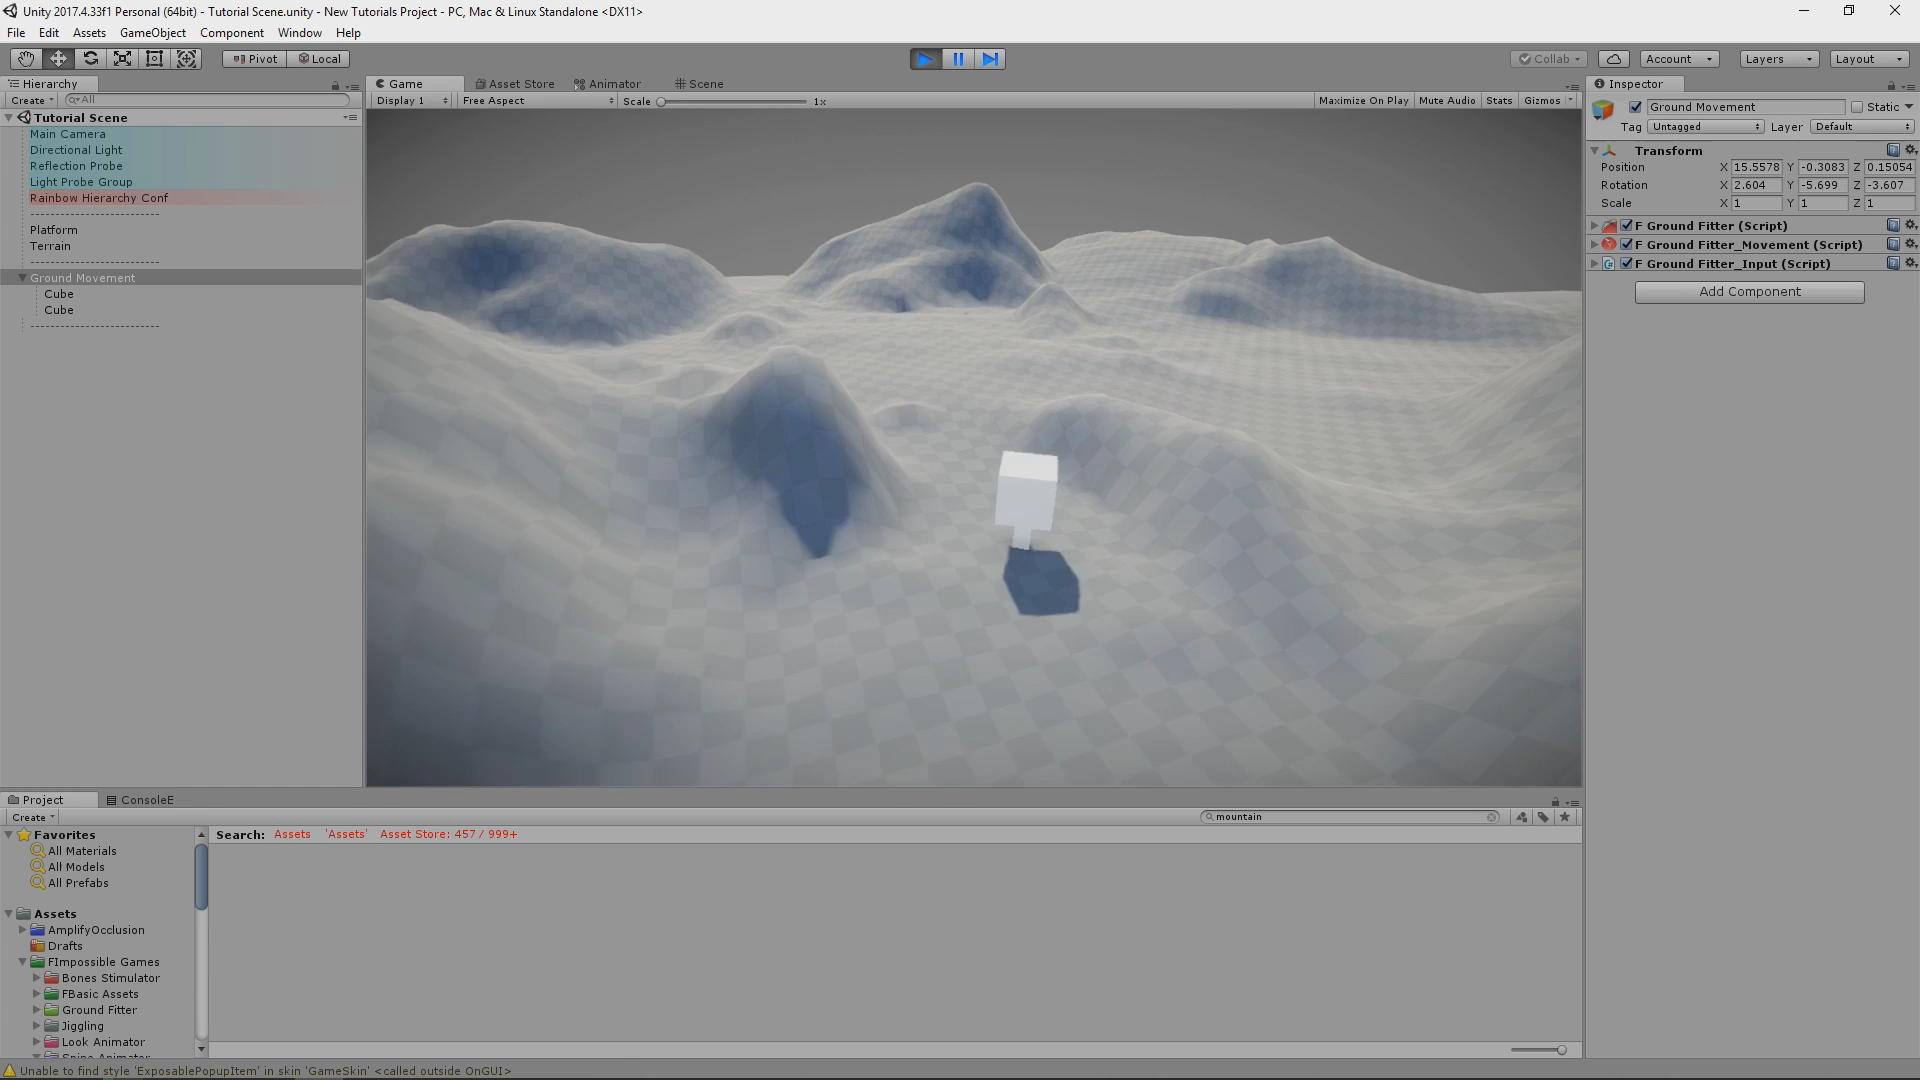 Unity 2017.4.33f1 Personal (64bit) - Tutorial Scene.unity - New Tutorials Project - PC, Mac & Linux Standalone <DX11>
File Edit Assets GameObject Component Window Help
Pivot Local Collab Account Layers Layout
Hierarchy Game Asset Store Animator Scene Inspector
Create All Display 1 Free Aspect Scale 1x Maximize On Play Mute Audio Stats Gizmos
Ground Movement Static
Tutorial Scene
Tag Untagged Layer Default
Main Camera
Directional Light
Transform
Reflection Probe
Position X 15.5578 Y -0.3083 Z 0.15054
Light Probe Group
Rotation X 2.604 Y -5.699 Z -3.607
Rainbow Hierarchy Conf
Scale X 1 Y 1 Z 1
------------------------
Platform
F Ground Fitter (Script)
Terrain
F Ground Fitter_Movement (Script)
------------------------
F Ground Fitter_Input (Script)
Ground Movement
Cube
Add Component
Cube
------------------------
Project ConsoleE
Create mountain
Favorites Search: Assets 'Assets' Asset Store: 457 / 999+
All Materials
All Models
All Prefabs
Assets
AmplifyOcclusion
Drafts
FImpossible Games
Bones Stimulator
FBasic Assets
Ground Fitter
Jiggling
Look Animator
Spine Animator
Unable to find style 'ExposablePopupItem' in skin 'GameSkin' <called outside OnGUI>